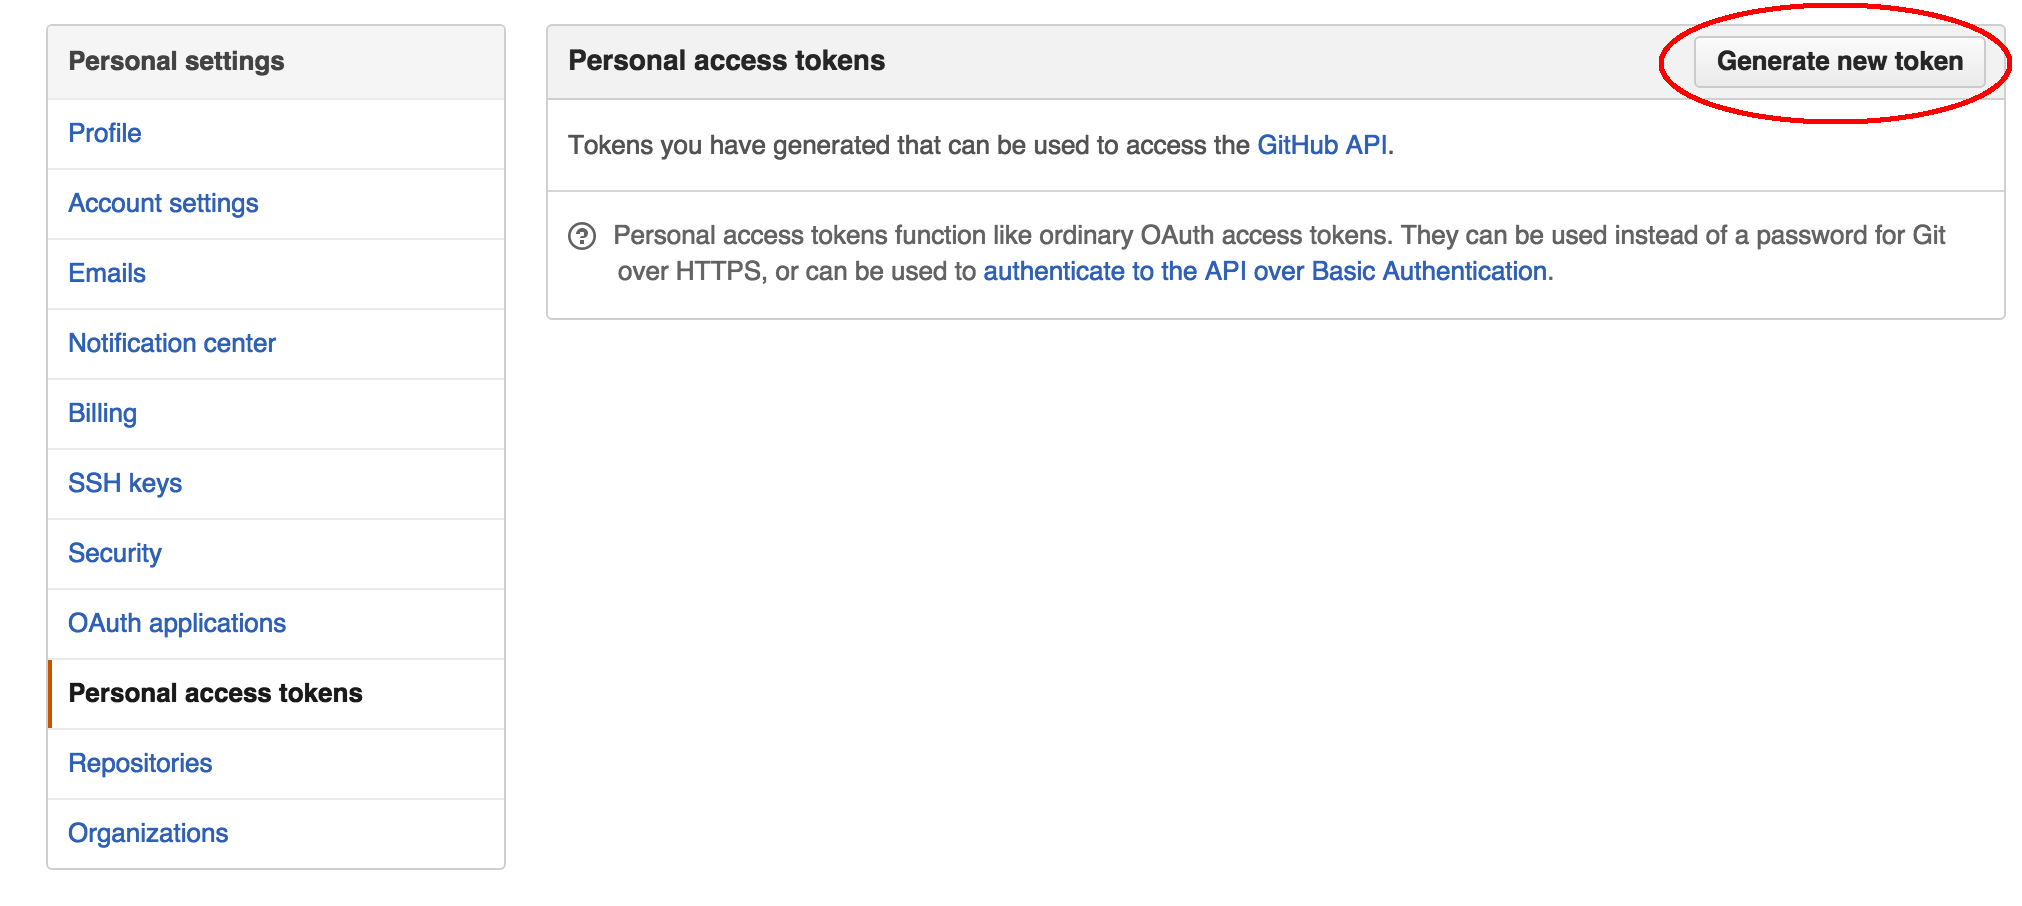 Personal settings
Profile
Account settings
Emails
Notification center
Billing
SSH keys
Security
OAuth applications
Personal access tokens
Repositories
Organizations
Personal access tokens
Generate new token
Tokens you have generated that can be used to access the GitHub API.
Personal access tokens function like ordinary OAuth access tokens. They can be used instead of a password for Git
over HTTPS, or can be used to authenticate to the API over Basic Authentication.